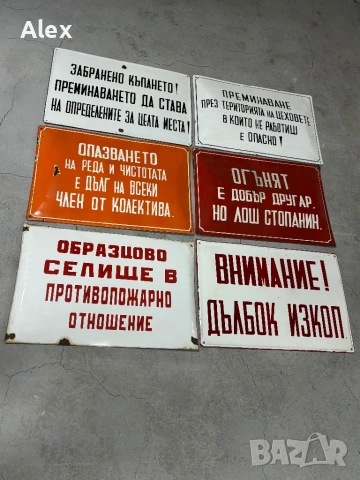 Alex
ЗАБРАНЕНО КЪПАНЕТО!
ПРЕМИНАВАНЕТО ДА СТАВА
НА ОПРЕДЕЛЕНИТЕ ЗА ЦЕЛТА МЕСТА!
ПРЕМИНАВАНЕ
ПРЕЗ ТЕРИТОРИЯТА НА ЦЕХОВЕТЕ
В КОИТО НЕ РАБОТИШ
Е ОПАСНО!
ОПАЗВАНЕТО
НА РЕДА И ЧИСТОТАТА
Е ДЪЛГ НА ВСЕКИ
ЧЛЕН ОТ КОЛЕКТИВА.
ОГЪНЯТ
Е ДОБЪР ДРУГАР,
НО ЛОШ СТОПАНИН.
ОБРАЗЦОВО
СЕЛИЩЕ В
ПРОТИВОПОЖАРНО
ОТНОШЕНИЕ
ВНИМАНИЕ!
ДЪЛБОК ИЗКОП
BAZAR